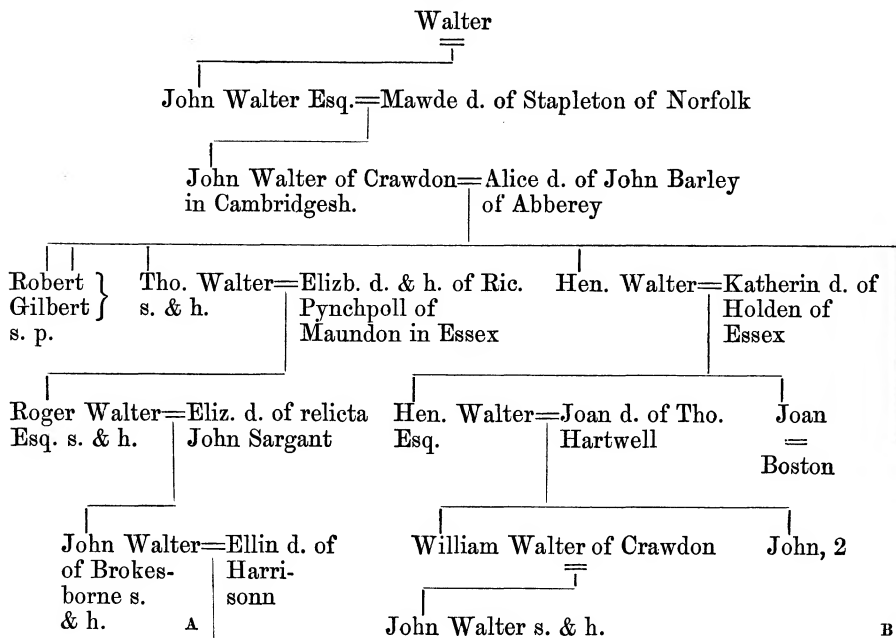 Walter
=
John Walter Esq.=Mawde d. of Stapleton of Norfolk
John Walter of Crawdon=Alice d. of John Barley
in Cambridgesh. of Abberey
Robert } Tho. Walter=Elizb. d. & h. of Ric. Hen. Walter=Katherin d. of
Gilbert s. & h. Pynchpoll of Holden of
s. p. Maundon in Essex Essex
Roger Walter=Eliz. d. of relicta Hen. Walter=Joan d. of Tho. Joan
Esq. s. & h. John Sargant Esq. Hartwell =
Boston
John Walter=Ellin d. of William Walter of Crawdon John, 2
of Brokes- Harri- =
borne s. sonn
& h. A John Walter s. & h. B